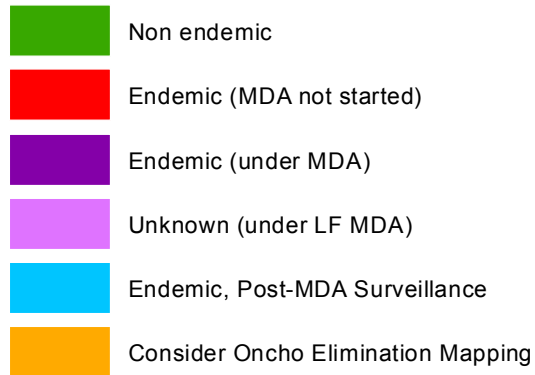 Non endemic
Endemic (MDA not started)
Endemic (under MDA)
Unknown (under LF MDA)
Endemic, Post-MDA Surveillance
Consider Oncho Elimination Mapping